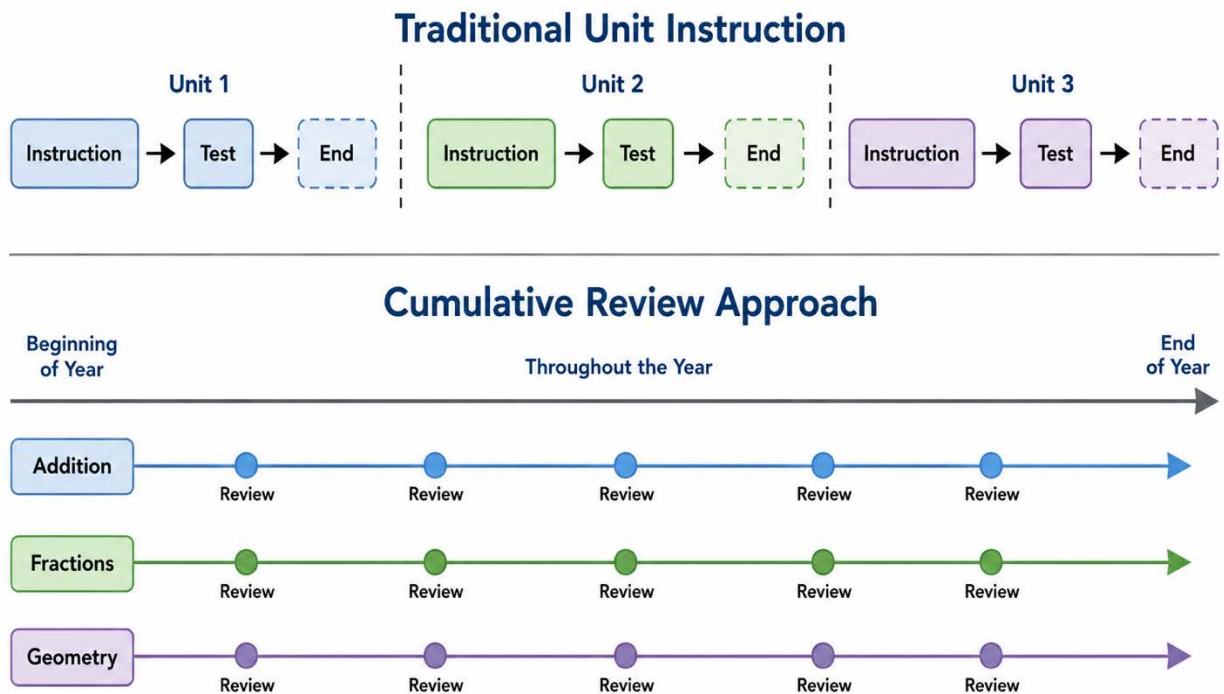 Traditional Unit Instruction
Unit 1
Unit 2
Unit 3
Instruction
Test
End
Instruction
Test
End
Instruction
Test
End
Cumulative Review Approach
Beginning
of Year
Throughout the Year
End
of Year
Addition
Review
Review
Review
Review
Review
Fractions
Review
Review
Review
Review
Review
Geometry
Review
Review
Review
Review
Review